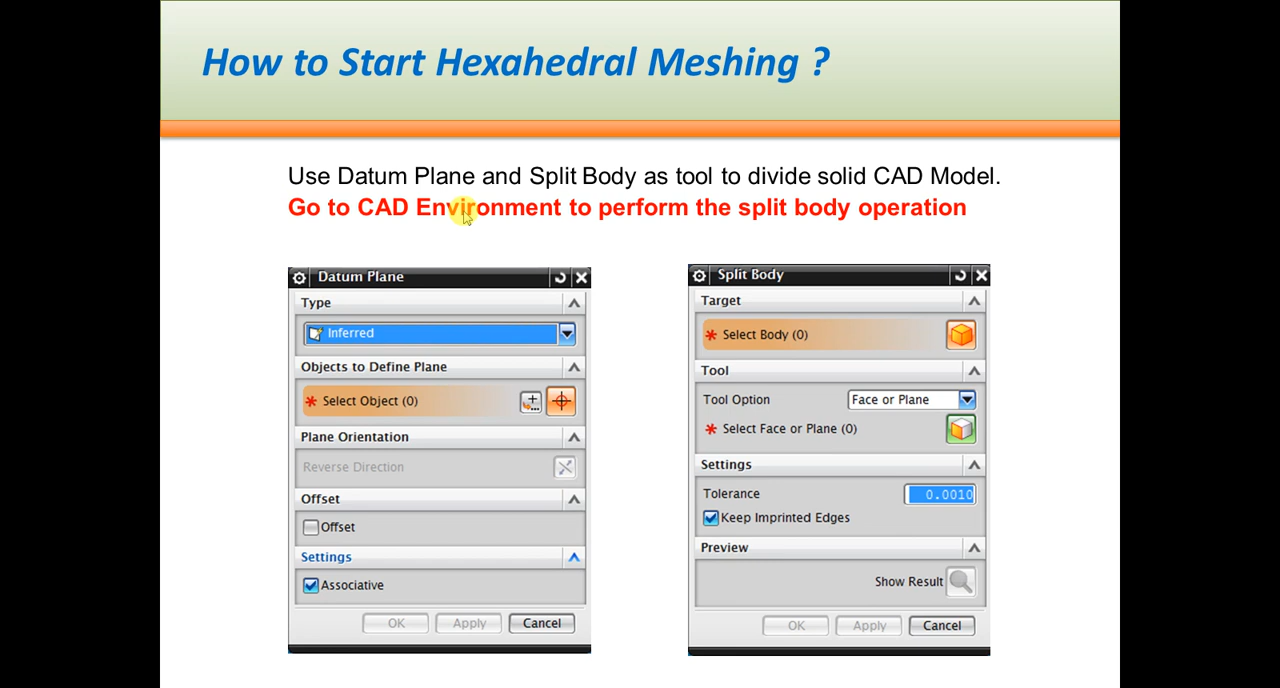 How to Start Hexahedral Meshing ?
Use Datum Plane and Split Body as tool to divide solid CAD Model.
Go to CAD Environment to perform the split body operation
Datum Plane
Type
Inferred
Objects to Define Plane
* Select Object (0)
Plane Orientation
Reverse Direction
Offset
Offset
Settings
Associative
OK Apply Cancel
Split Body
Target
* Select Body (0)
Tool
Tool Option Face or Plane
* Select Face or Plane (0)
Settings
Tolerance 0.0010
Keep Imprinted Edges
Preview
Show Result
OK Apply Cancel